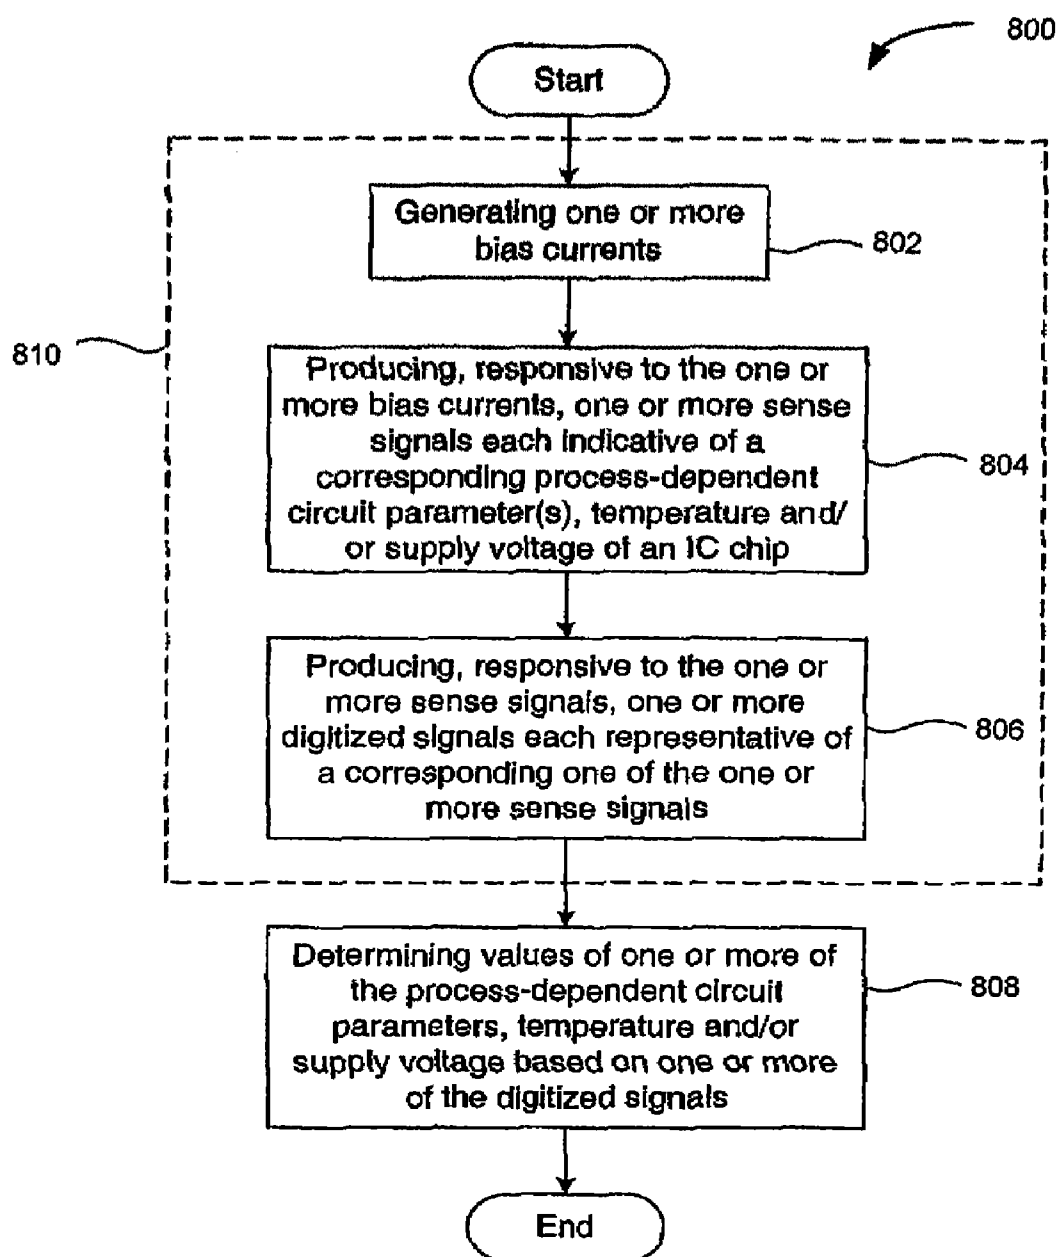 800
Start
Generating one or more
bias currents
802
810
Producing, responsive to the one or
more bias currents, one or more sense
signals each indicative of a
corresponding process-dependent
circuit parameter(s), temperature and/
or supply voltage of an IC chip
804
Producing, responsive to the one or
more sense signals, one or more
digitized signals each representative of
a corresponding one of the one or
more sense signals
806
Determining values of one or more of
the process-dependent circuit
parameters, temperature and/or
supply voltage based on one or more
of the digitized signals
808
End